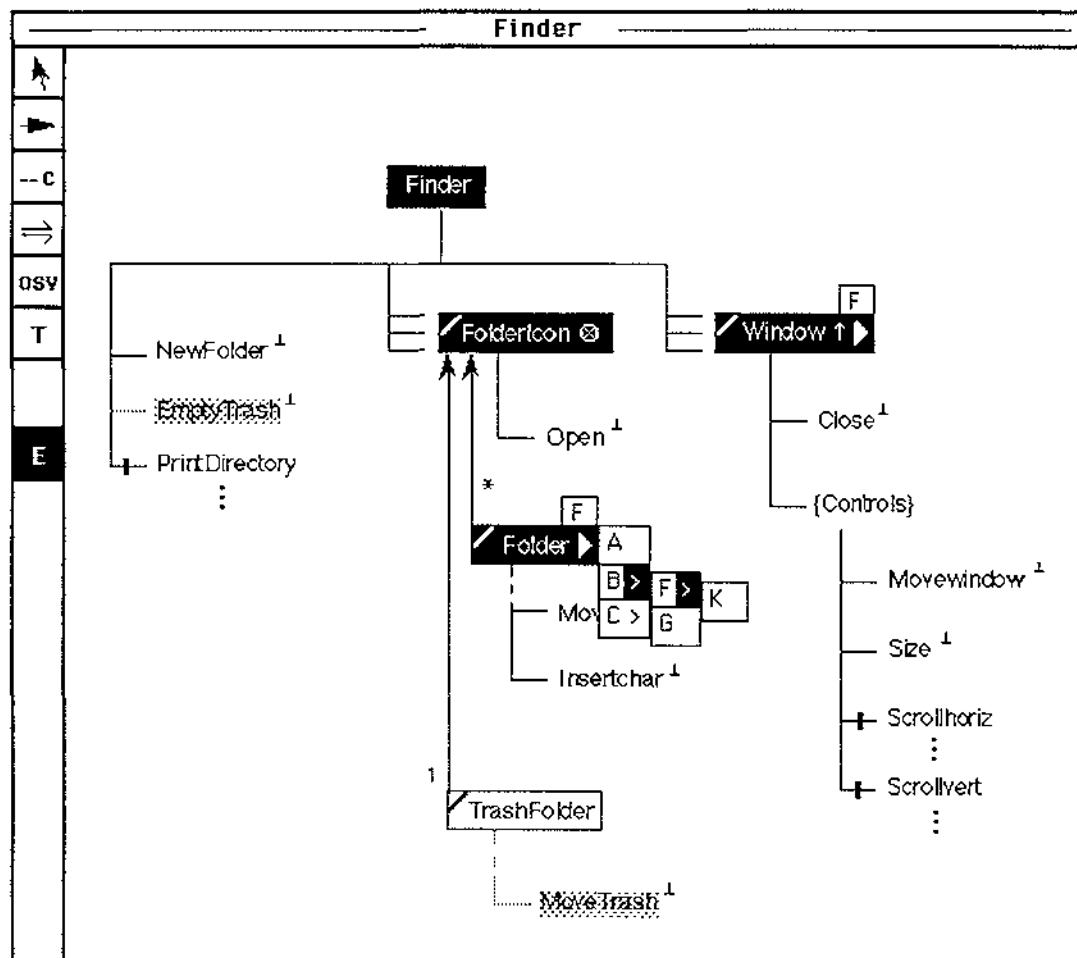 Finder
--C
OSV
T
E
Finder
F
FolderIcon ⊗
Window ↑
NewFolder ⊥
EmptyTrash ⊥
PrintDirectory
⋮
Open ⊥
Close ⊥
{Controls}
*
F
Folder
A
B >
F >
K
C >
G
Mov
Insertchar ⊥
Movewindow ⊥
Size ⊥
Scrollhoriz
⋮
Scrollvert
⋮
1
TrashFolder
MoveTrash ⊥